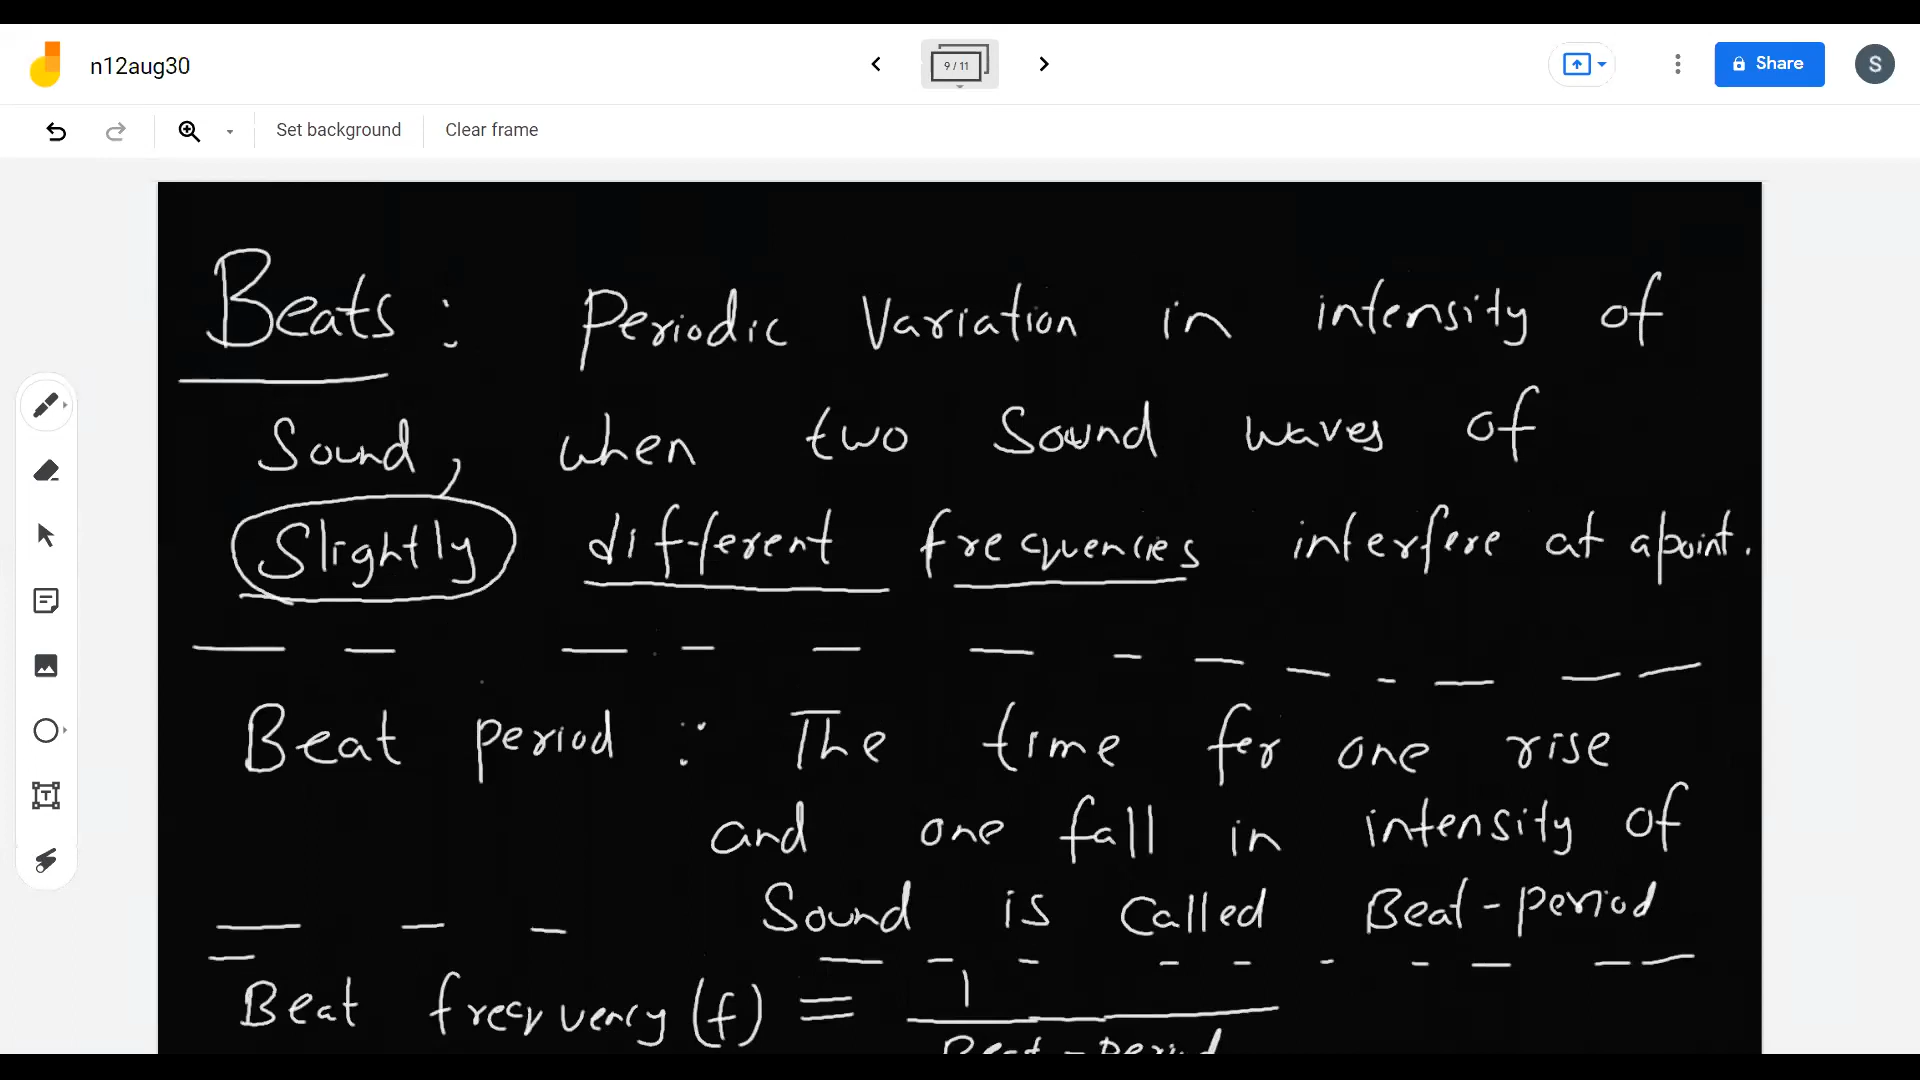 n12aug30
9 / 11
Share
S
Set background
Clear frame
Beats : Periodic Variation in intensity of
Sound, when two Sound waves of
Slightly different frequencies interfere at a point.
Beat period : The time for one rise
and one fall in intensity of
Sound is called Beat-period
Beat frequency (f) = 1
Beat-period